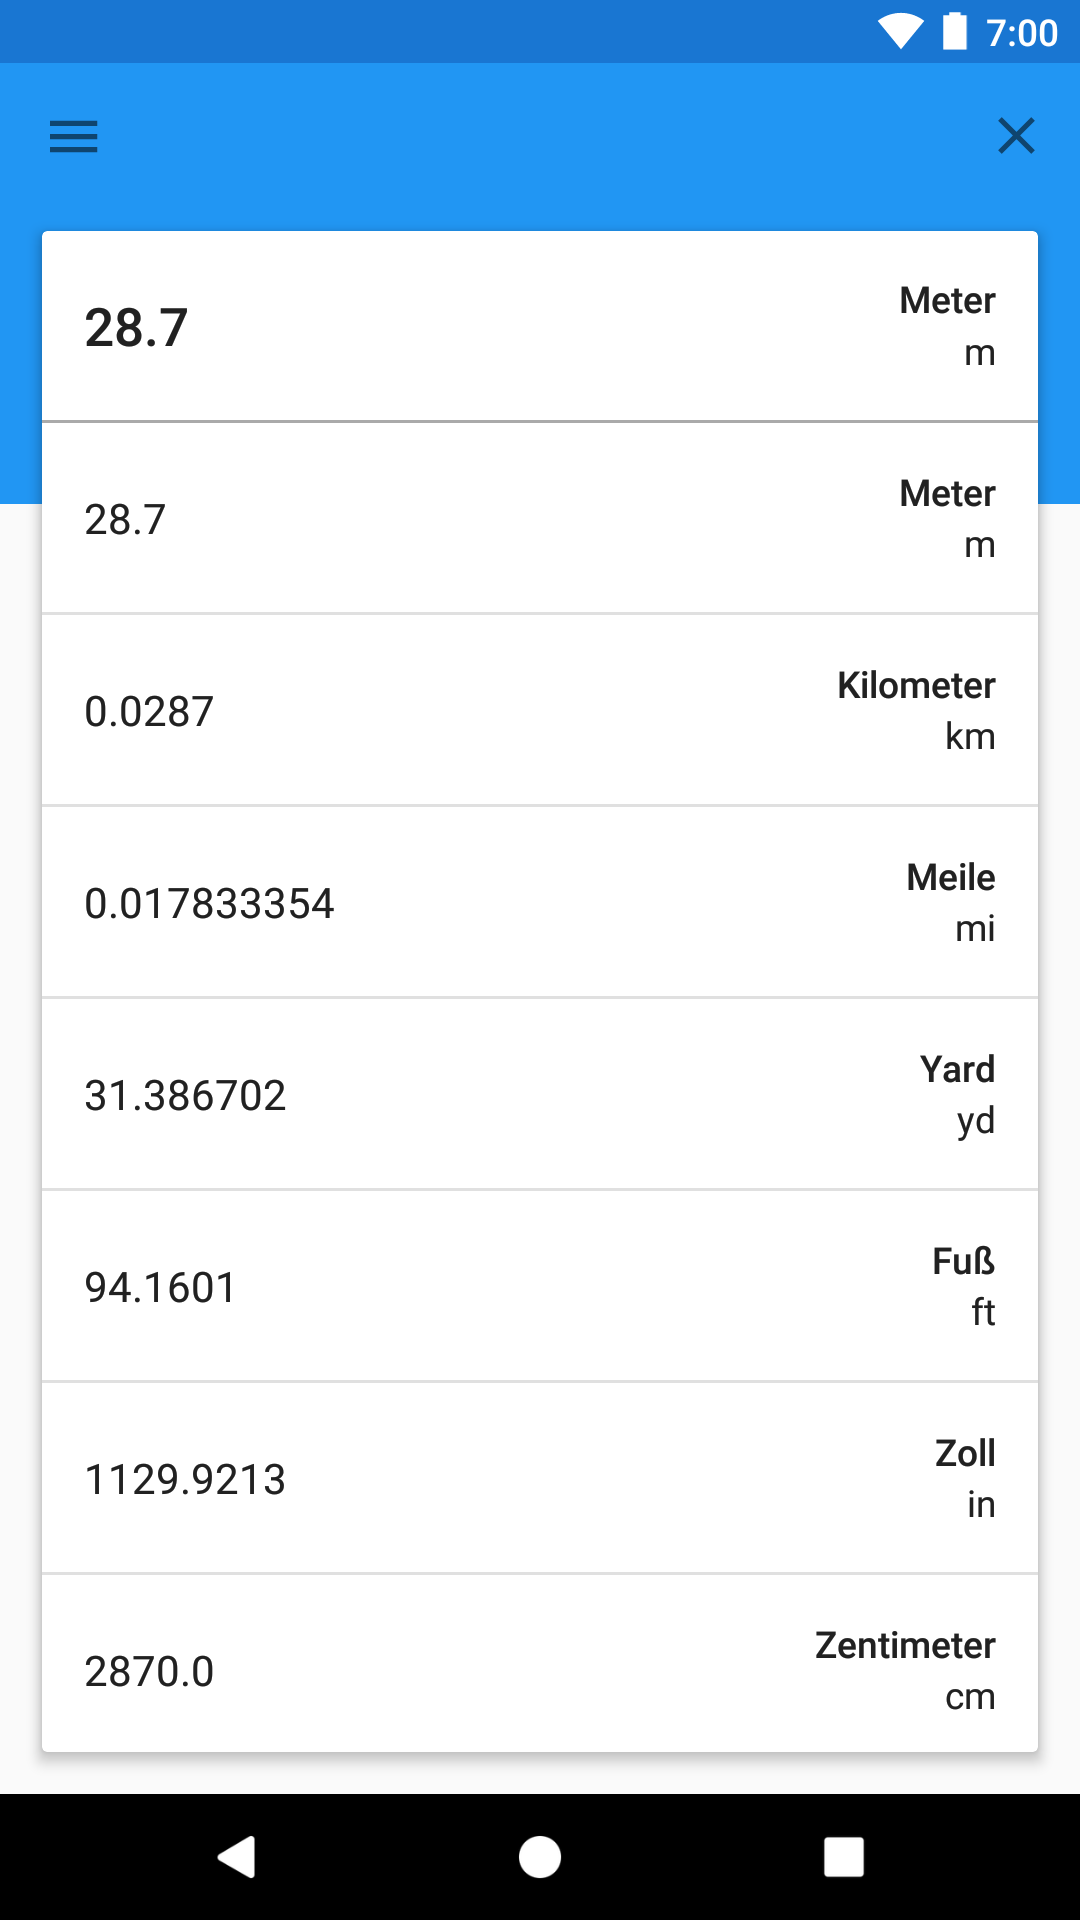 7:00
28.7
Meter
m
28.7
Meter
m
0.0287
Kilometer
km
0.017833354
Meile
mi
31.386702
Yard
yd
94.1601
Fuß
ft
1129.9213
Zoll
in
2870.0
Zentimeter
cm